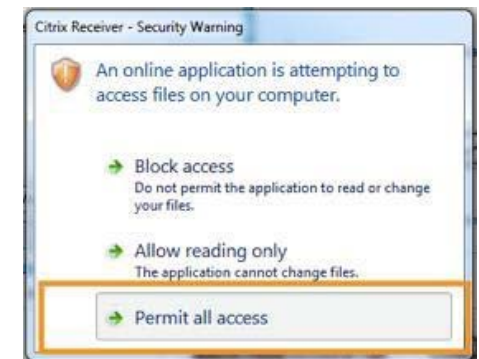 Citrix Receiver - Security Warning
An online application is attempting to
access files on your computer.
Block access
Do not permit the application to read or change
your files.
Allow reading only
The application cannot change files.
Permit all access